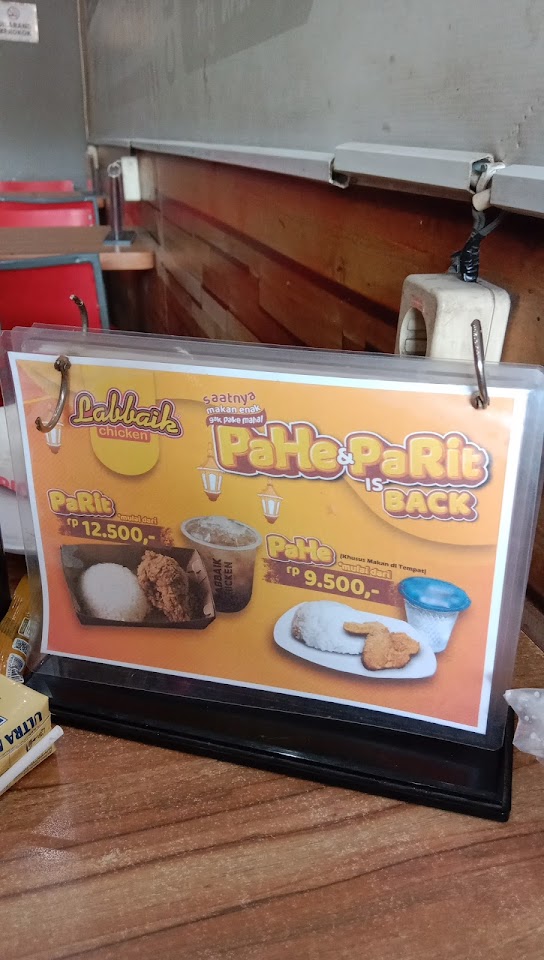 Labbaik
chicken
saatnya
makan enak
gak pake mahal
PaHe & PaRit
IS BACK
PaRit
*mulai dari
rp 12.500,-
PaHe
(Khusus Makan di Tempat)
*mulai dari
rp 9.500,-
LABBAIK
CHICKEN
ULTRA